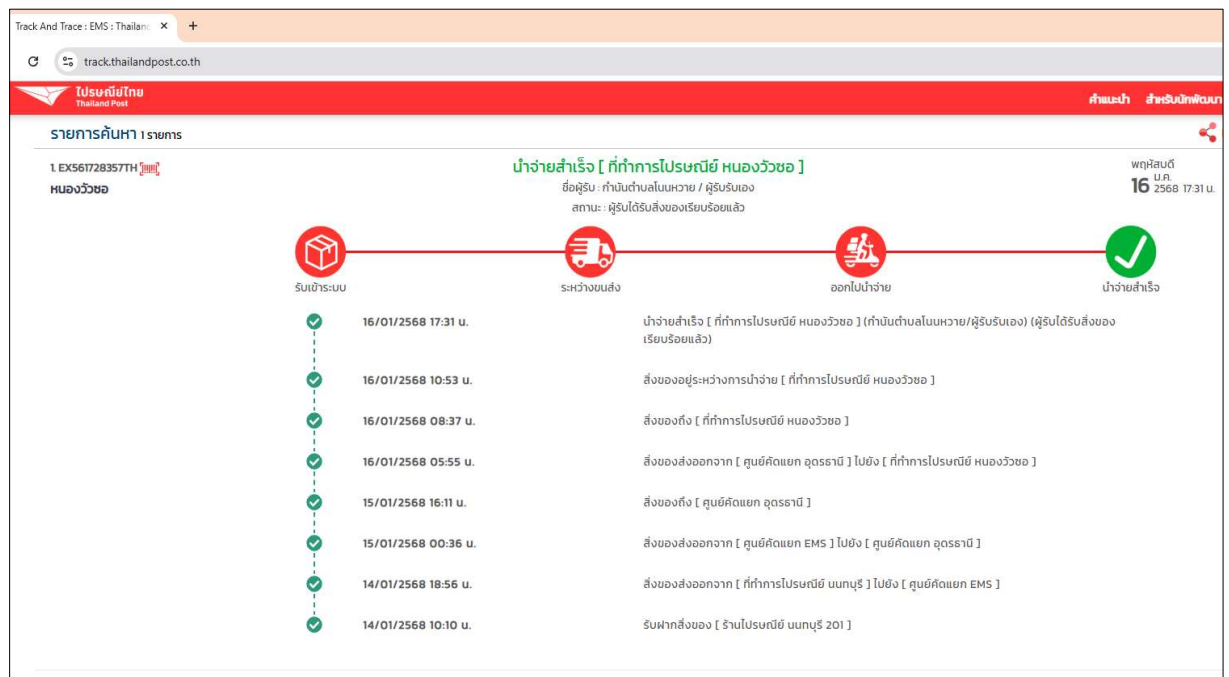 Track And Trace : EMS : Thailand
track.thailandpost.co.th
ไปรษณีย์ไทย
Thailand Post
คำแนะนำ สำหรับนักพัฒนา
รายการค้นหา 1 รายการ
1. EX561728357TH
หนองวัวซอ
นำจ่ายสำเร็จ [ ที่ทำการไปรษณีย์ หนองวัวซอ ]
ชื่อผู้รับ : กำนันตำบลโนนหวาย / ผู้รับรับเอง
สถานะ : ผู้รับได้รับสิ่งของเรียบร้อยแล้ว
พฤหัสบดี
16 ม.ค. 2568 17:31 น.
รับเข้าระบบ ระหว่างขนส่ง ออกไปนำจ่าย นำจ่ายสำเร็จ
16/01/2568 17:31 น. นำจ่ายสำเร็จ [ ที่ทำการไปรษณีย์ หนองวัวซอ ] (กำนันตำบลโนนหวาย/ผู้รับรับเอง) (ผู้รับได้รับสิ่งของ
เรียบร้อยแล้ว)
16/01/2568 10:53 น. สิ่งของอยู่ระหว่างการนำจ่าย [ ที่ทำการไปรษณีย์ หนองวัวซอ ]
16/01/2568 08:37 น. สิ่งของถึง [ ที่ทำการไปรษณีย์ หนองวัวซอ ]
16/01/2568 05:55 น. สิ่งของส่งออกจาก [ ศูนย์คัดแยก อุดรธานี ] ไปยัง [ ที่ทำการไปรษณีย์ หนองวัวซอ ]
15/01/2568 16:11 น. สิ่งของถึง [ ศูนย์คัดแยก อุดรธานี ]
15/01/2568 00:36 น. สิ่งของส่งออกจาก [ ศูนย์คัดแยก EMS ] ไปยัง [ ศูนย์คัดแยก อุดรธานี ]
14/01/2568 18:56 น. สิ่งของส่งออกจาก [ ที่ทำการไปรษณีย์ นนทบุรี ] ไปยัง [ ศูนย์คัดแยก EMS ]
14/01/2568 10:10 น. รับฝากสิ่งของ [ ร้านไปรษณีย์ นนทบุรี 201 ]